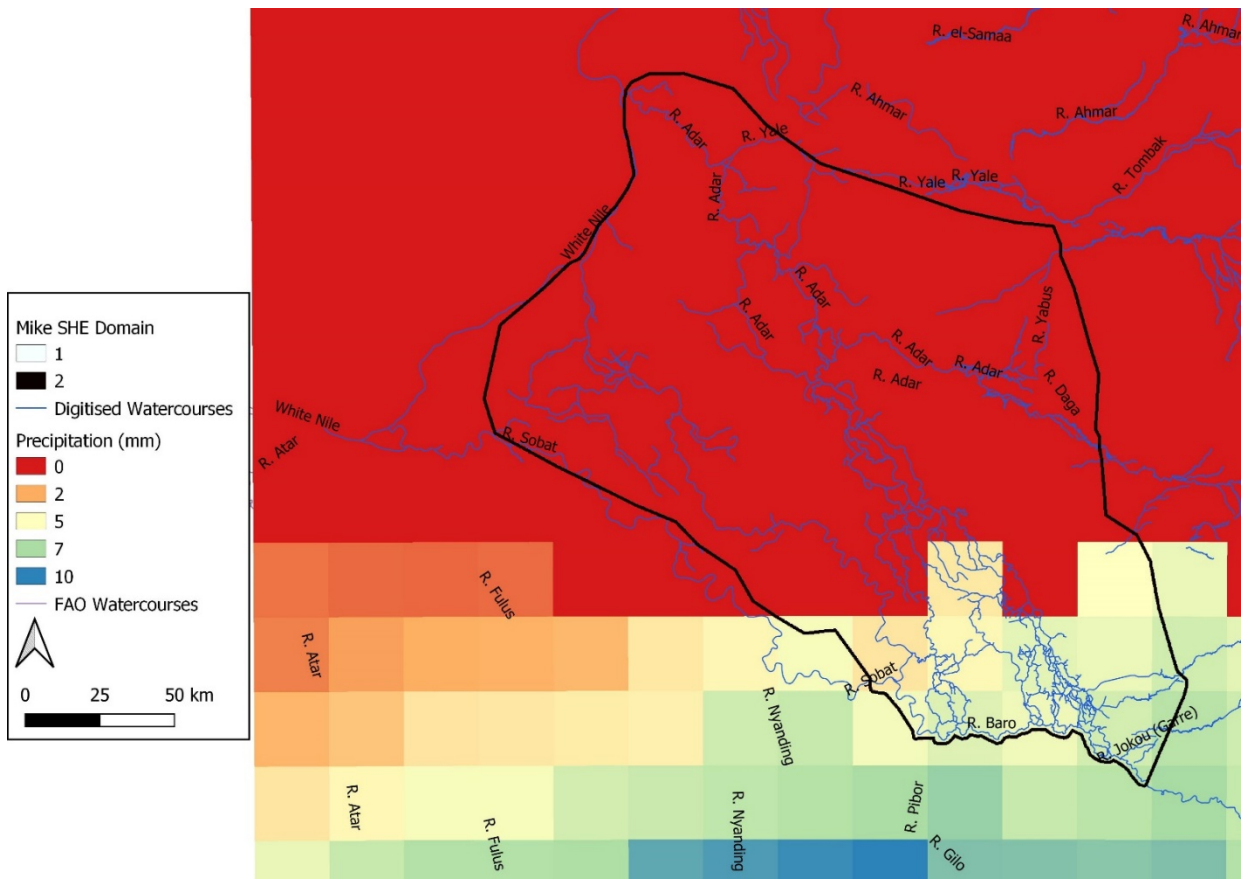 R. el-Samaa
R. Ahmar
R. Ahmar
R. Ahmar
R. Adar
R. Yale
R. Tombak
R. Yale
R. Yale
R. Adar
White Nile
R. Adar
R. Yabus
R. Adar
R. Adar
R. Adar
R. Adar
R. Daga
White Nile
R. Atar
R. Sobat
R. Fulus
R. Atar
R. Sobat
R. Nyanding
R. Baro
R. Jokou (Garre)
R. Atar
R. Fulus
R. Nyanding
R. Pibor
R. Gilo
Mike SHE Domain
1
2
Digitised Watercourses
Precipitation (mm)
0
2
5
7
10
FAO Watercourses
0 25 50 km